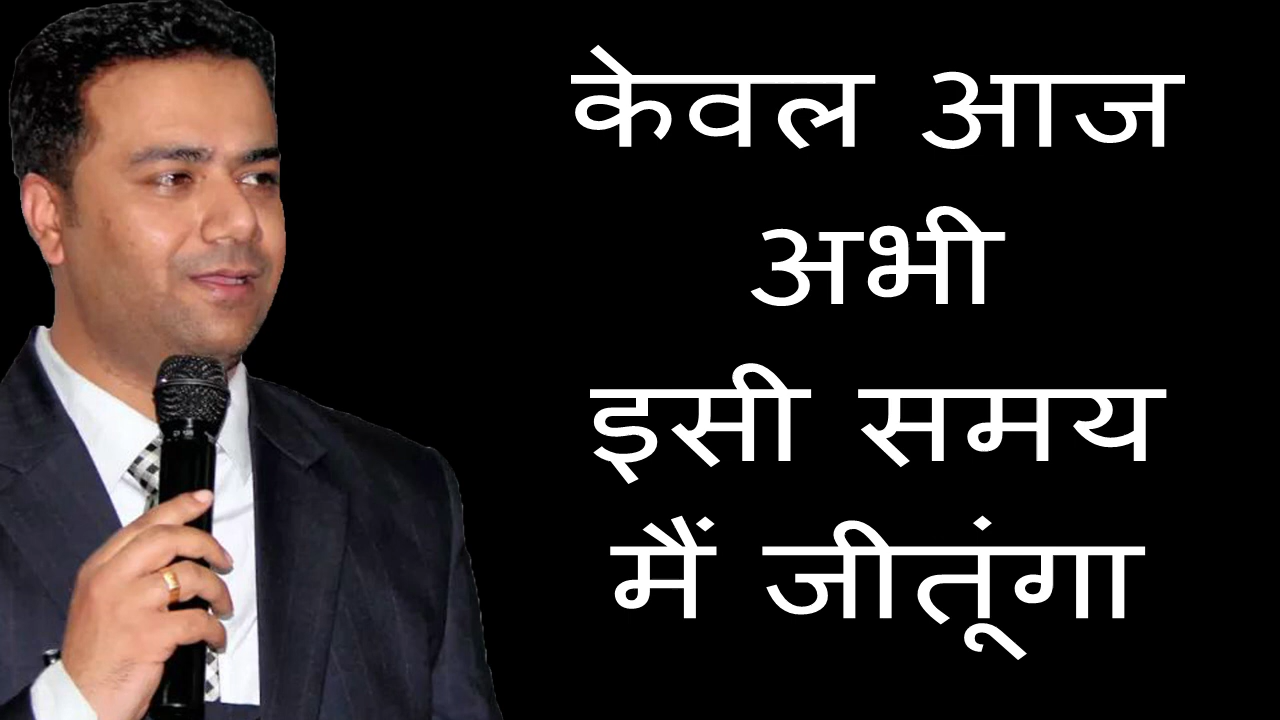 केवल आज
अभी
इसी समय
मैं जीतूंगा